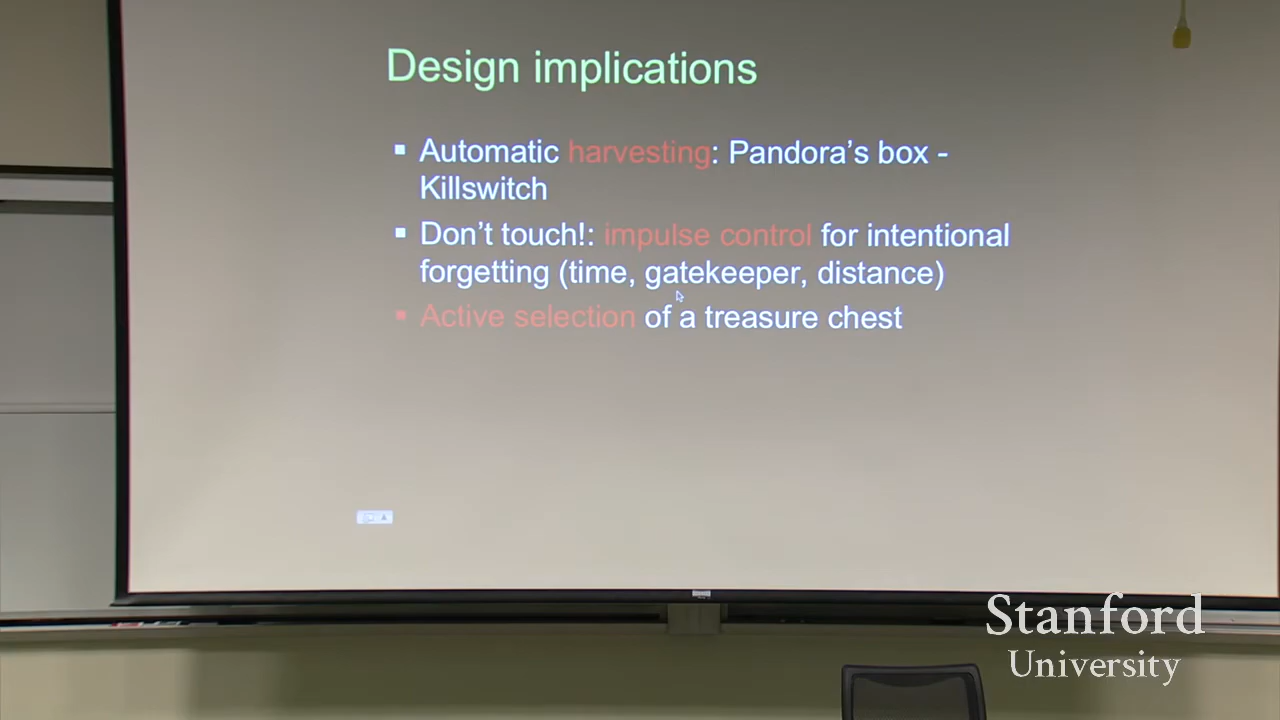 Design implications
▪ Automatic harvesting: Pandora's box -
Killswitch
▪ Don't touch!: impulse control for intentional
forgetting (time, gatekeeper, distance)
▪ Active selection of a treasure chest
Stanford
University